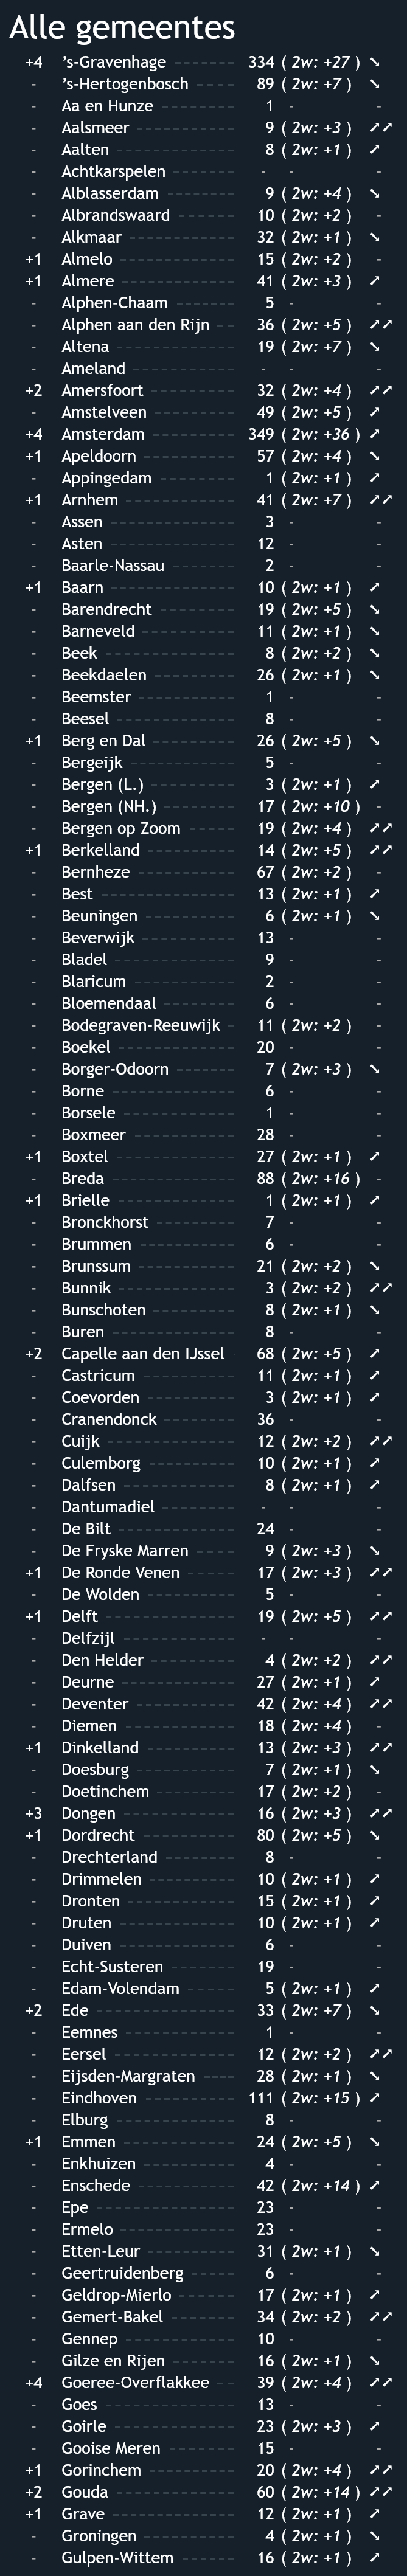 Alle gemeentes
+4 's-Gravenhage 334 ( 2w: +27 ) ➘
- 's-Hertogenbosch 89 ( 2w: +7 ) ➘
- Aa en Hunze 1 - -
- Aalsmeer 9 ( 2w: +3 ) ➚➚
- Aalten 8 ( 2w: +1 ) ➚
- Achtkarspelen - - -
- Alblasserdam 9 ( 2w: +4 ) ➘
- Albrandswaard 10 ( 2w: +2 ) -
- Alkmaar 32 ( 2w: +1 ) ➘
+1 Almelo 15 ( 2w: +2 ) -
+1 Almere 41 ( 2w: +3 ) ➚
- Alphen-Chaam 5 - -
- Alphen aan den Rijn 36 ( 2w: +5 ) ➚➚
- Altena 19 ( 2w: +7 ) ➘
- Ameland - - -
+2 Amersfoort 32 ( 2w: +4 ) ➚➚
- Amstelveen 49 ( 2w: +5 ) ➚
+4 Amsterdam 349 ( 2w: +36 ) ➚
+1 Apeldoorn 57 ( 2w: +4 ) ➘
- Appingedam 1 ( 2w: +1 ) ➚
+1 Arnhem 41 ( 2w: +7 ) ➚➚
- Assen 3 - -
- Asten 12 - -
- Baarle-Nassau 2 - -
+1 Baarn 10 ( 2w: +1 ) ➚
- Barendrecht 19 ( 2w: +5 ) ➘
- Barneveld 11 ( 2w: +1 ) ➘
- Beek 8 ( 2w: +2 ) ➘
- Beekdaelen 26 ( 2w: +1 ) ➘
- Beemster 1 - -
- Beesel 8 - -
+1 Berg en Dal 26 ( 2w: +5 ) ➘
- Bergeijk 5 - -
- Bergen (L.) 3 ( 2w: +1 ) ➚
- Bergen (NH.) 17 ( 2w: +10 ) -
- Bergen op Zoom 19 ( 2w: +4 ) ➚➚
+1 Berkelland 14 ( 2w: +5 ) ➚➚
- Bernheze 67 ( 2w: +2 ) -
- Best 13 ( 2w: +1 ) ➚
- Beuningen 6 ( 2w: +1 ) ➘
- Beverwijk 13 - -
- Bladel 9 - -
- Blaricum 2 - -
- Bloemendaal 6 - -
- Bodegraven-Reeuwijk 11 ( 2w: +2 ) -
- Boekel 20 - -
- Borger-Odoorn 7 ( 2w: +3 ) ➘
- Borne 6 - -
- Borsele 1 - -
- Boxmeer 28 - -
+1 Boxtel 27 ( 2w: +1 ) ➚
- Breda 88 ( 2w: +16 ) -
+1 Brielle 1 ( 2w: +1 ) ➚
- Bronckhorst 7 - -
- Brummen 6 - -
- Brunssum 21 ( 2w: +2 ) ➘
- Bunnik 3 ( 2w: +2 ) ➚➚
- Bunschoten 8 ( 2w: +1 ) ➘
- Buren 8 - -
+2 Capelle aan den IJssel 68 ( 2w: +5 ) ➚
- Castricum 11 ( 2w: +1 ) ➚
- Coevorden 3 ( 2w: +1 ) ➚
- Cranendonck 36 - -
- Cuijk 12 ( 2w: +2 ) ➚➚
- Culemborg 10 ( 2w: +1 ) ➚
- Dalfsen 8 ( 2w: +1 ) ➚
- Dantumadiel - - -
- De Bilt 24 - -
- De Fryske Marren 9 ( 2w: +3 ) ➘
+1 De Ronde Venen 17 ( 2w: +3 ) ➚➚
- De Wolden 5 - -
+1 Delft 19 ( 2w: +5 ) ➚➚
- Delfzijl - - -
- Den Helder 4 ( 2w: +2 ) ➚➚
- Deurne 27 ( 2w: +1 ) ➚
- Deventer 42 ( 2w: +4 ) ➚➚
- Diemen 18 ( 2w: +4 ) -
+1 Dinkelland 13 ( 2w: +3 ) ➚➚
- Doesburg 7 ( 2w: +1 ) ➘
- Doetinchem 17 ( 2w: +2 ) -
+3 Dongen 16 ( 2w: +3 ) ➚➚
+1 Dordrecht 80 ( 2w: +5 ) ➘
- Drechterland 8 - -
- Drimmelen 10 ( 2w: +1 ) ➚
- Dronten 15 ( 2w: +1 ) ➚
- Druten 10 ( 2w: +1 ) ➚
- Duiven 6 - -
- Echt-Susteren 19 - -
- Edam-Volendam 5 ( 2w: +1 ) ➚
+2 Ede 33 ( 2w: +7 ) ➘
- Eemnes 1 - -
- Eersel 12 ( 2w: +2 ) ➚➚
- Eijsden-Margraten 28 ( 2w: +1 ) ➘
- Eindhoven 111 ( 2w: +15 ) ➚
- Elburg 8 - -
+1 Emmen 24 ( 2w: +5 ) ➘
- Enkhuizen 4 - -
- Enschede 42 ( 2w: +14 ) ➚
- Epe 23 - -
- Ermelo 23 - -
- Etten-Leur 31 ( 2w: +1 ) ➘
- Geertruidenberg 6 - -
- Geldrop-Mierlo 17 ( 2w: +1 ) ➚
- Gemert-Bakel 34 ( 2w: +2 ) ➚➚
- Gennep 10 - -
- Gilze en Rijen 16 ( 2w: +1 ) ➘
+4 Goeree-Overflakkee 39 ( 2w: +4 ) ➚➚
- Goes 13 - -
- Goirle 23 ( 2w: +3 ) ➚
- Gooise Meren 15 - -
+1 Gorinchem 20 ( 2w: +4 ) ➚➚
+2 Gouda 60 ( 2w: +14 ) ➚➚
+1 Grave 12 ( 2w: +1 ) ➚
- Groningen 4 ( 2w: +1 ) ➘
- Gulpen-Wittem 16 ( 2w: +1 ) ➚